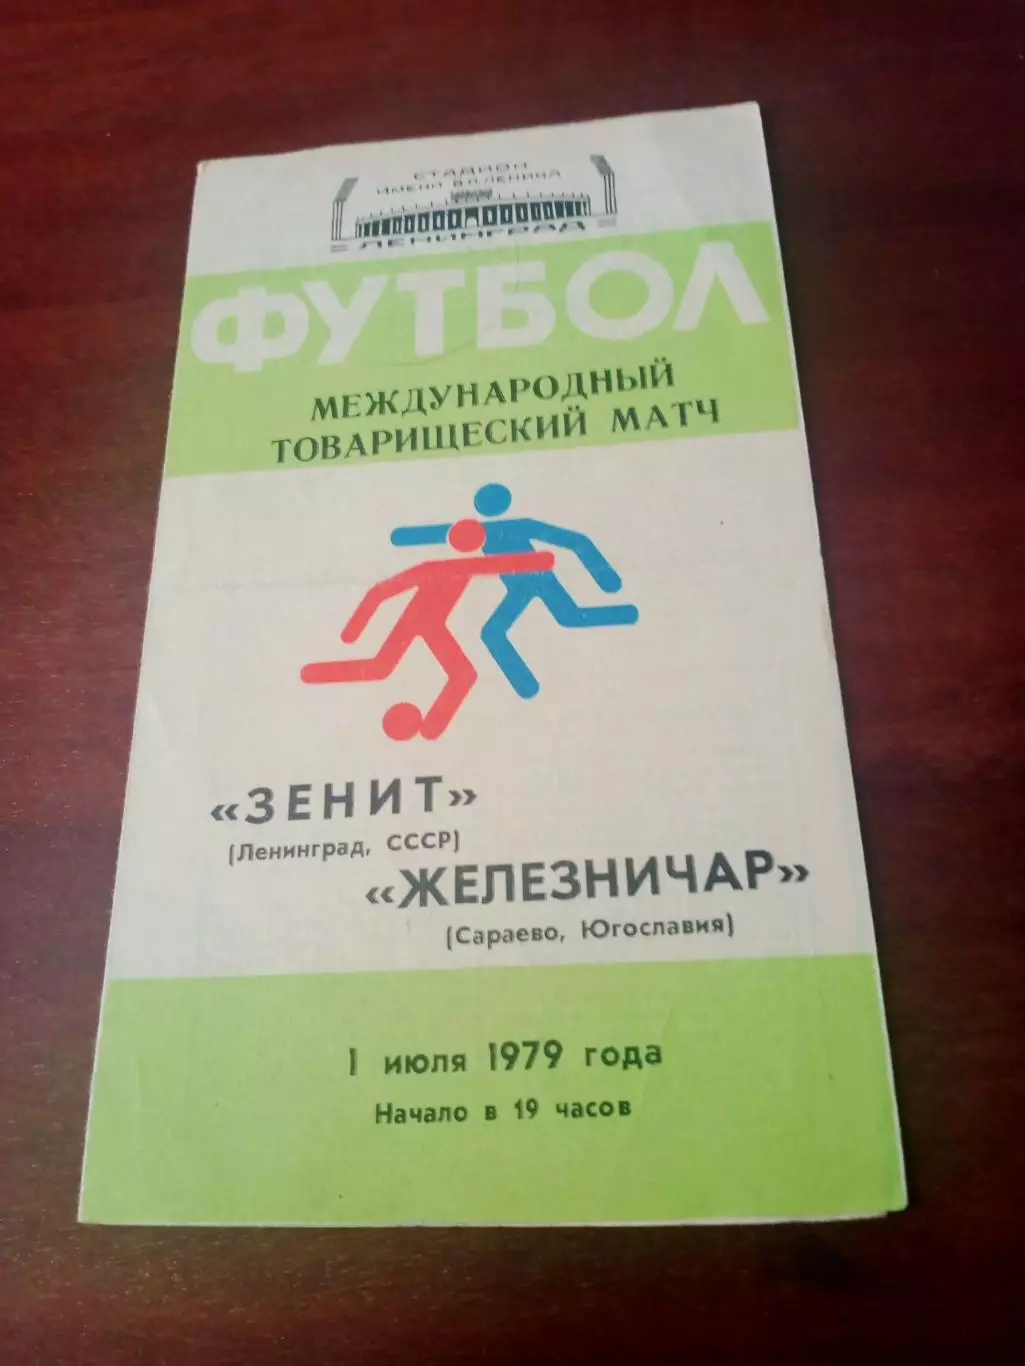 СТАДИОН
ИМЕНИ В.И.ЛЕНИНА
ЛЕНИНГРАД
ФУТБОЛ
МЕЖДУНАРОДНЫЙ
ТОВАРИЩЕСКИЙ МАТЧ
«ЗЕНИТ»
(Ленинград, СССР)
«ЖЕЛЕЗНИЧАР»
(Сараево, Югославия)
1 июля 1979 года
Начало в 19 часов